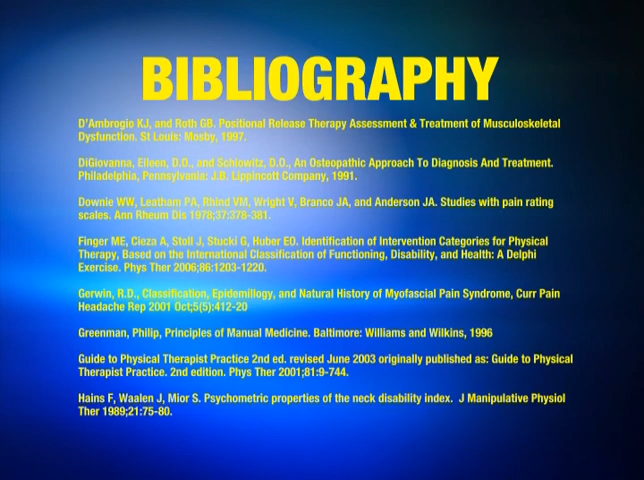 BIBLIOGRAPHY
D'Ambrogio KJ, and Roth GB. Positional Release Therapy Assessment & Treatment of Musculoskeletal
Dysfunction. St Louis: Mosby, 1997.
DiGiovanna, Eileen, D.O., and Schlowitz, D.O., An Osteopathic Approach To Diagnosis And Treatment.
Philadelphia, Pennsylvania: J.B. Lippincott Company, 1991.
Downie WW, Leatham PA, Rhind VM, Wright V, Branco JA, and Anderson JA. Studies with pain rating
scales. Ann Rheum Dis 1978;37:378-381.
Finger ME, Cieza A, Stoll J, Stucki G, Huber EO. Identification of Intervention Categories for Physical
Therapy, Based on the International Classification of Functioning, Disability, and Health: A Delphi
Exercise. Phys Ther 2006;86:1203-1220.
Gerwin, R.D., Classification, Epidemillogy, and Natural History of Myofascial Pain Syndrome, Curr Pain
Headache Rep 2001 Oct;5(5):412-20
Greenman, Philip, Principles of Manual Medicine. Baltimore: Williams and Wilkins, 1996
Guide to Physical Therapist Practice 2nd ed. revised June 2003 originally published as: Guide to Physical
Therapist Practice. 2nd edition. Phys Ther 2001;81:9-744.
Hains F, Waalen J, Mior S. Psychometric properties of the neck disability index.  J Manipulative Physiol
Ther 1989;21:75-80.